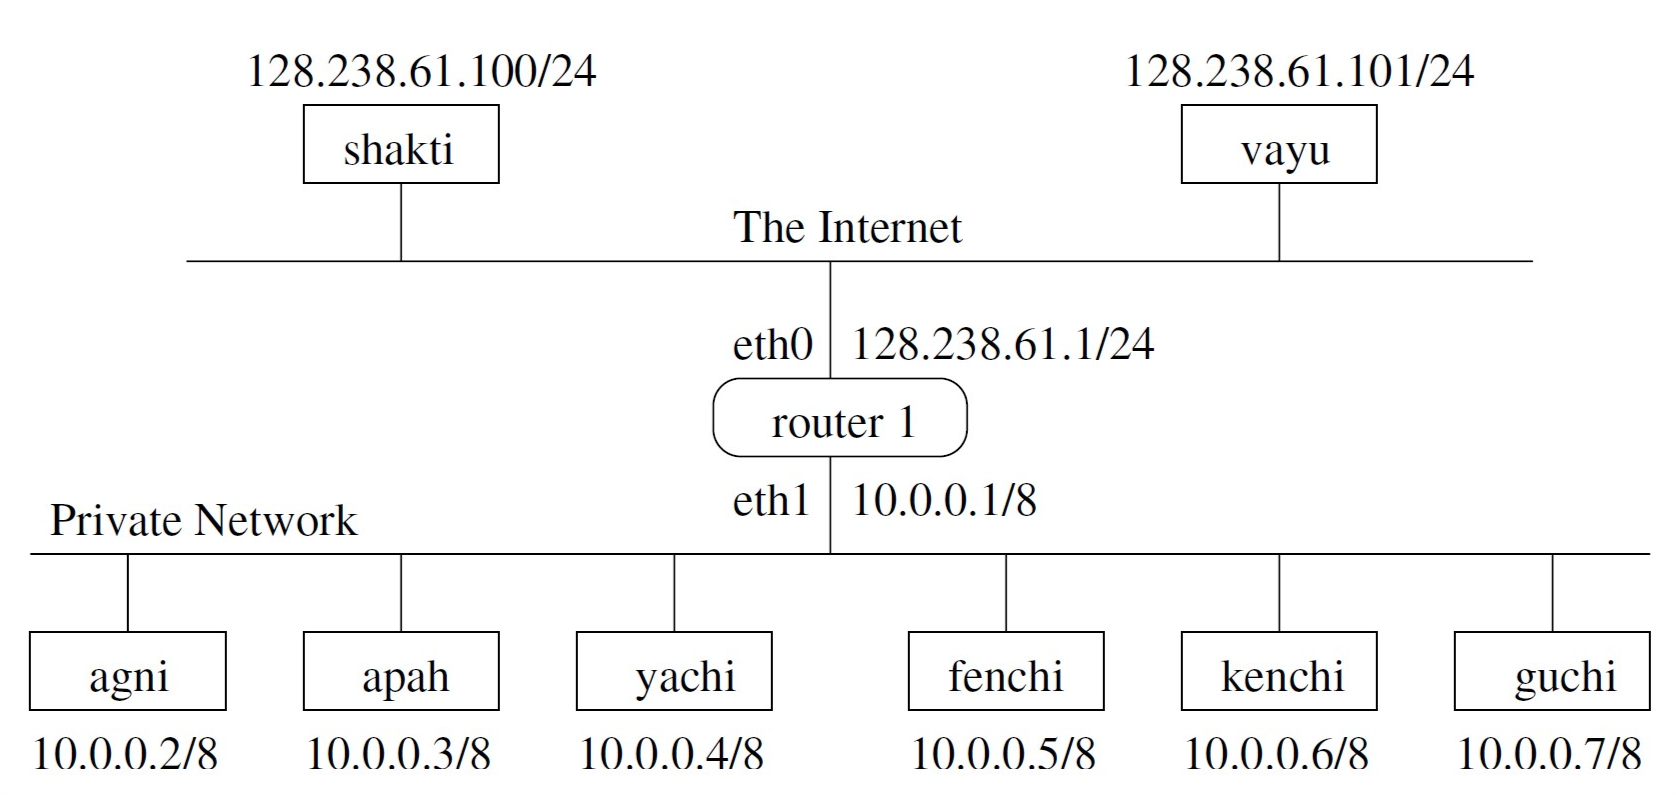 128.238.61.100/24 128.238.61.101/24
shakti vayu
The Internet
eth0 128.238.61.1/24
router 1
eth1 10.0.0.1/8
Private Network
agni apah yachi fenchi kenchi guchi
10.0.0.2/8 10.0.0.3/8 10.0.0.4/8 10.0.0.5/8 10.0.0.6/8 10.0.0.7/8